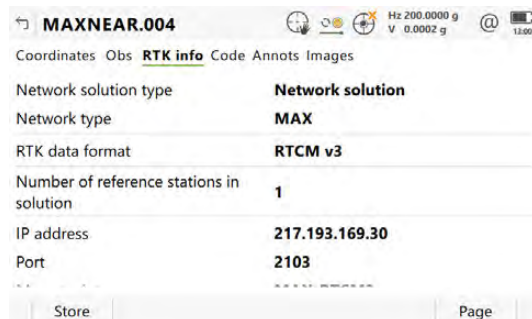 MAXNEAR.004
Hz 200.0000 g
V 0.0002 g
@
12:00
Coordinates Obs RTK info Code Annots Images
Network solution type Network solution
Network type MAX
RTK data format RTCM v3
Number of reference stations in
solution 1
IP address 217.193.169.30
Port 2103
Store Page